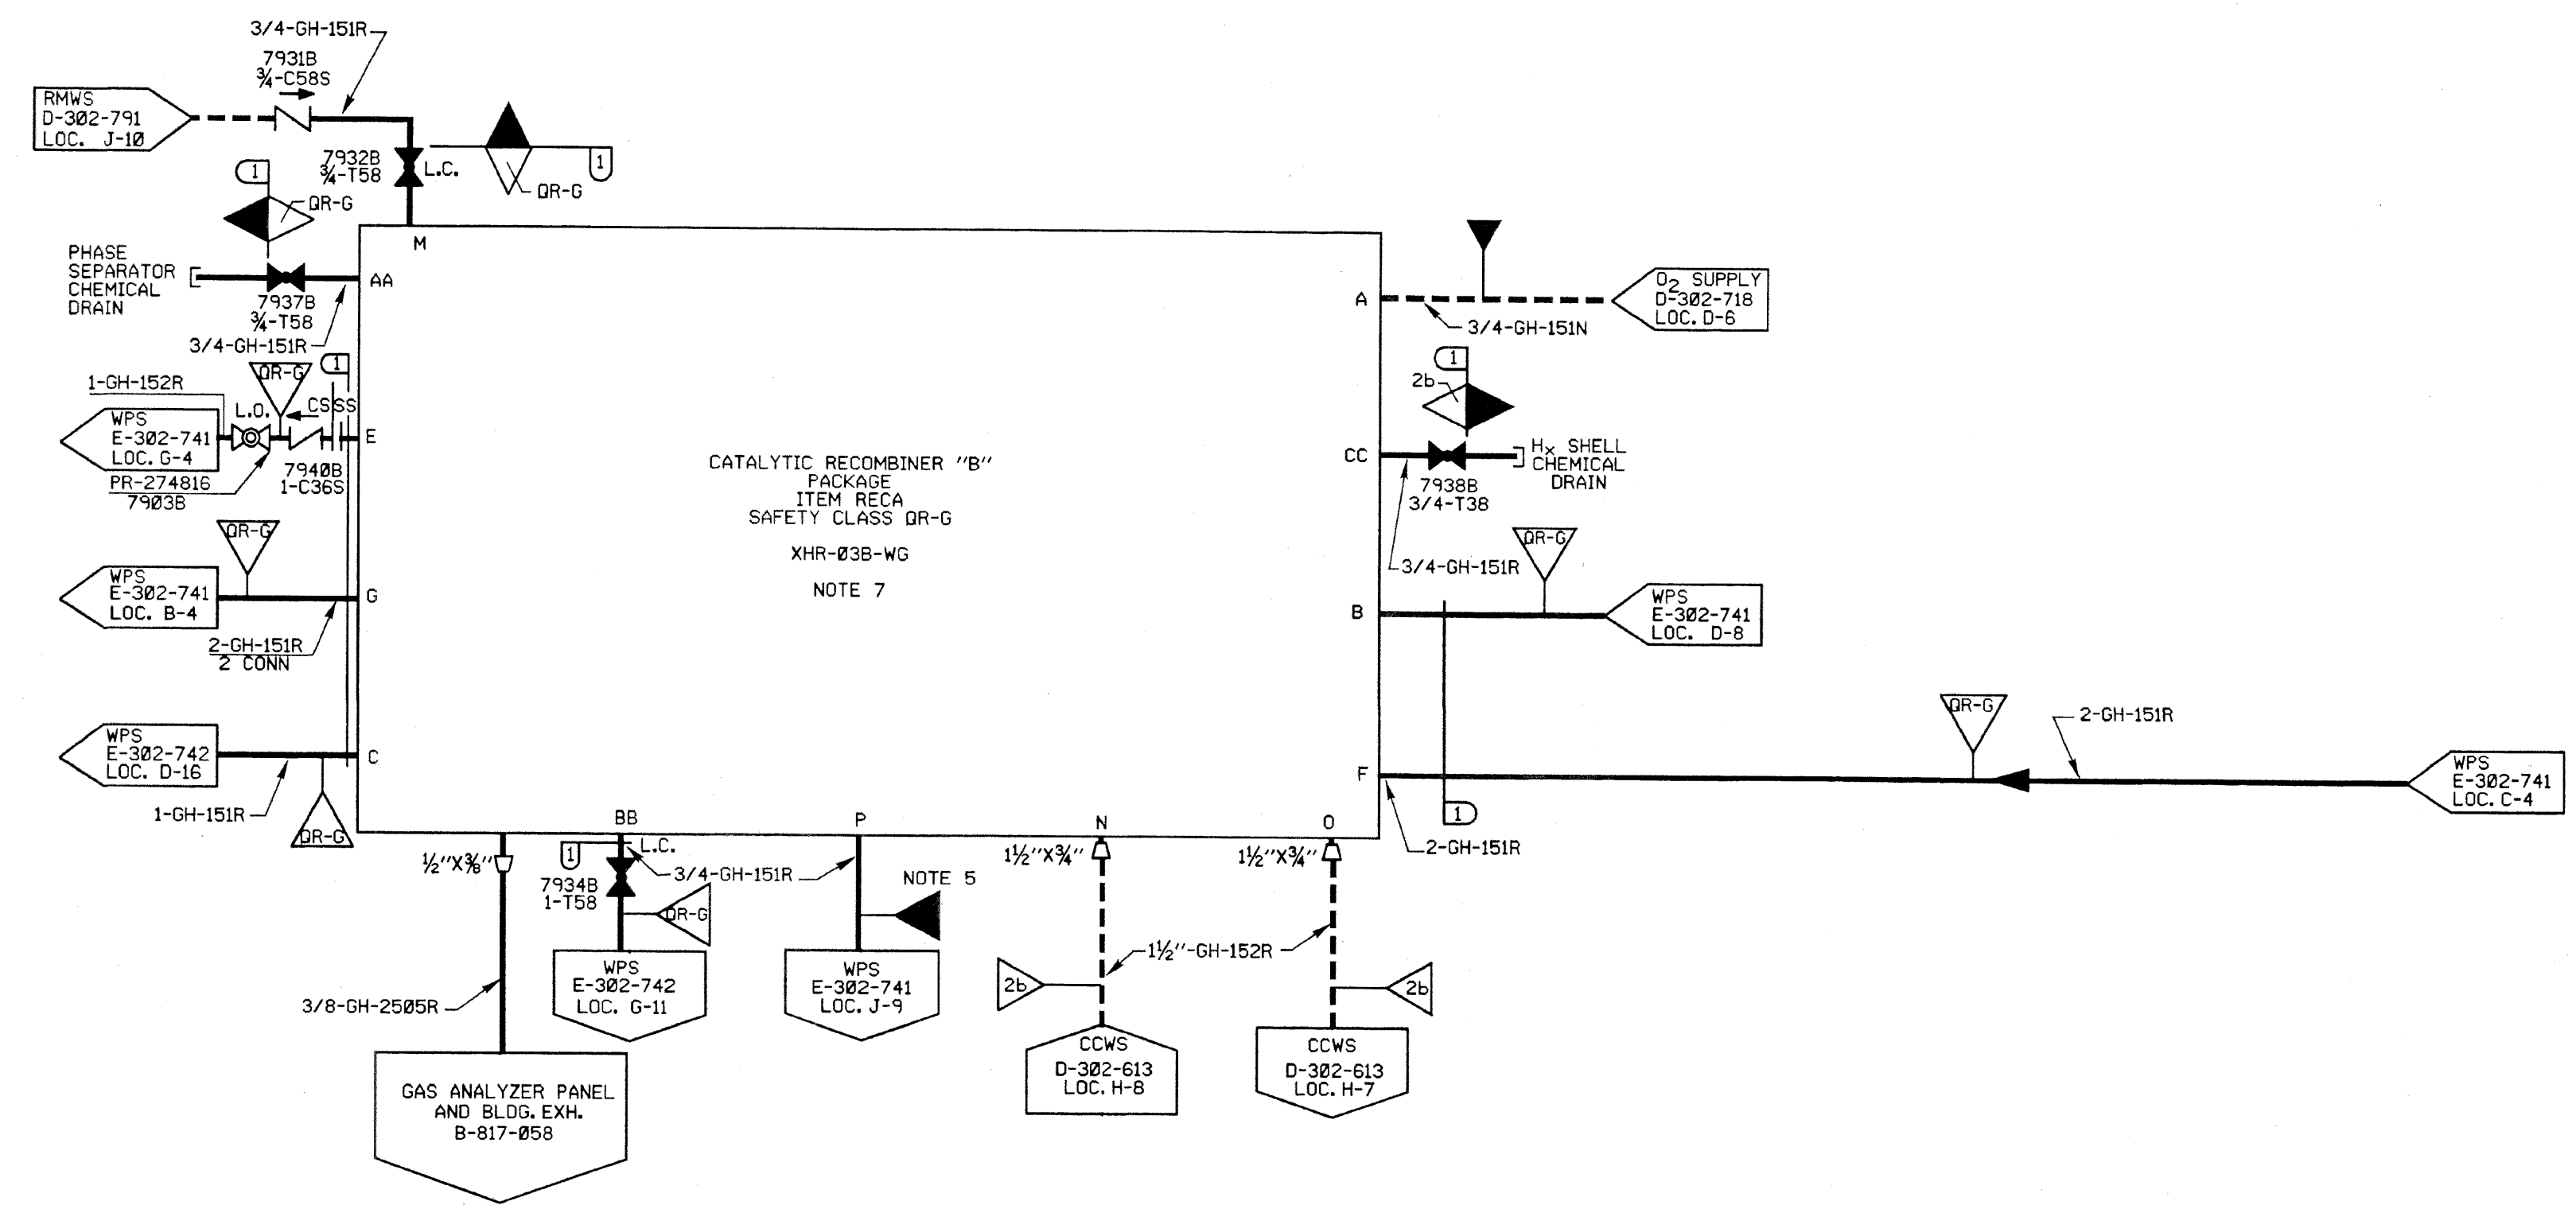 3/4-GH-151R
7931B
¾-C58S
RMWS
D-302-791
LOC. J-10
7932B
¾-T58
L.C.
1
QR-G
1
QR-G
M
PHASE
SEPARATOR
CHEMICAL
DRAIN
AA
7937B
¾-T58
3/4-GH-151R
A
O2 SUPPLY
D-302-718
LOC. D-6
3/4-GH-151N
1
QR-G
1-GH-152R
L.O.
CS SS
WPS
E-302-741
LOC. G-4
E
PR-274816
7903B
7940B
1-C36S
1
2b
CC
Hx SHELL
CHEMICAL
DRAIN
7938B
3/4-T38
3/4-GH-151R
CATALYTIC RECOMBINER "B"
PACKAGE
ITEM RECA
SAFETY CLASS QR-G
XHR-03B-WG
NOTE 7
QR-G
WPS
E-302-741
LOC. B-4
G
2-GH-151R
2 CONN
QR-G
B
WPS
E-302-741
LOC. D-8
WPS
E-302-742
LOC. D-16
C
1-GH-151R
QR-G
QR-G
2-GH-151R
F
WPS
E-302-741
LOC. C-4
1
2-GH-151R
BB
P
N
O
½"X⅜"
1
L.C.
7934B
1-T58
3/4-GH-151R
QR-G
NOTE 5
1½"X¾"
1½"X¾"
1½"-GH-152R
2b
2b
3/8-GH-2505R
WPS
E-302-742
LOC. G-11
WPS
E-302-741
LOC. J-9
CCWS
D-302-613
LOC. H-8
CCWS
D-302-613
LOC. H-7
GAS ANALYZER PANEL
AND BLDG. EXH.
B-817-058